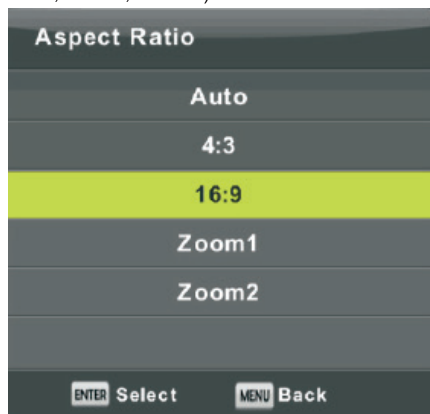 Aspect Ratio
Auto
4:3
16:9
Zoom1
Zoom2
ENTER Select MENU Back